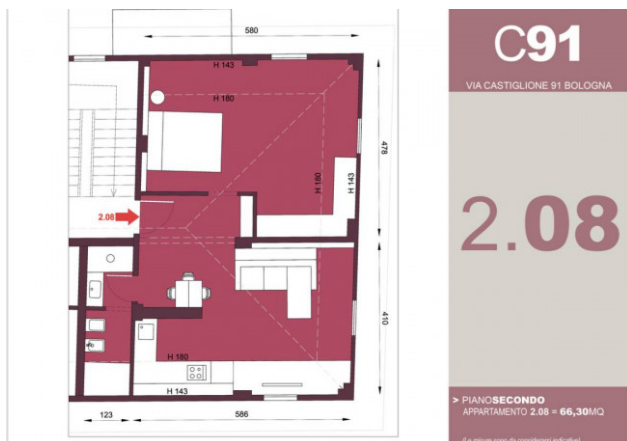 580
H 143
H 180
478
H 180
H 143
2.08
410
H 180
H 143
123
586
C91
VIA CASTIGLIONE 91 BOLOGNA
2.08
> PIANOSECONDO
APPARTAMENTO 2.08 = 66,30MQ